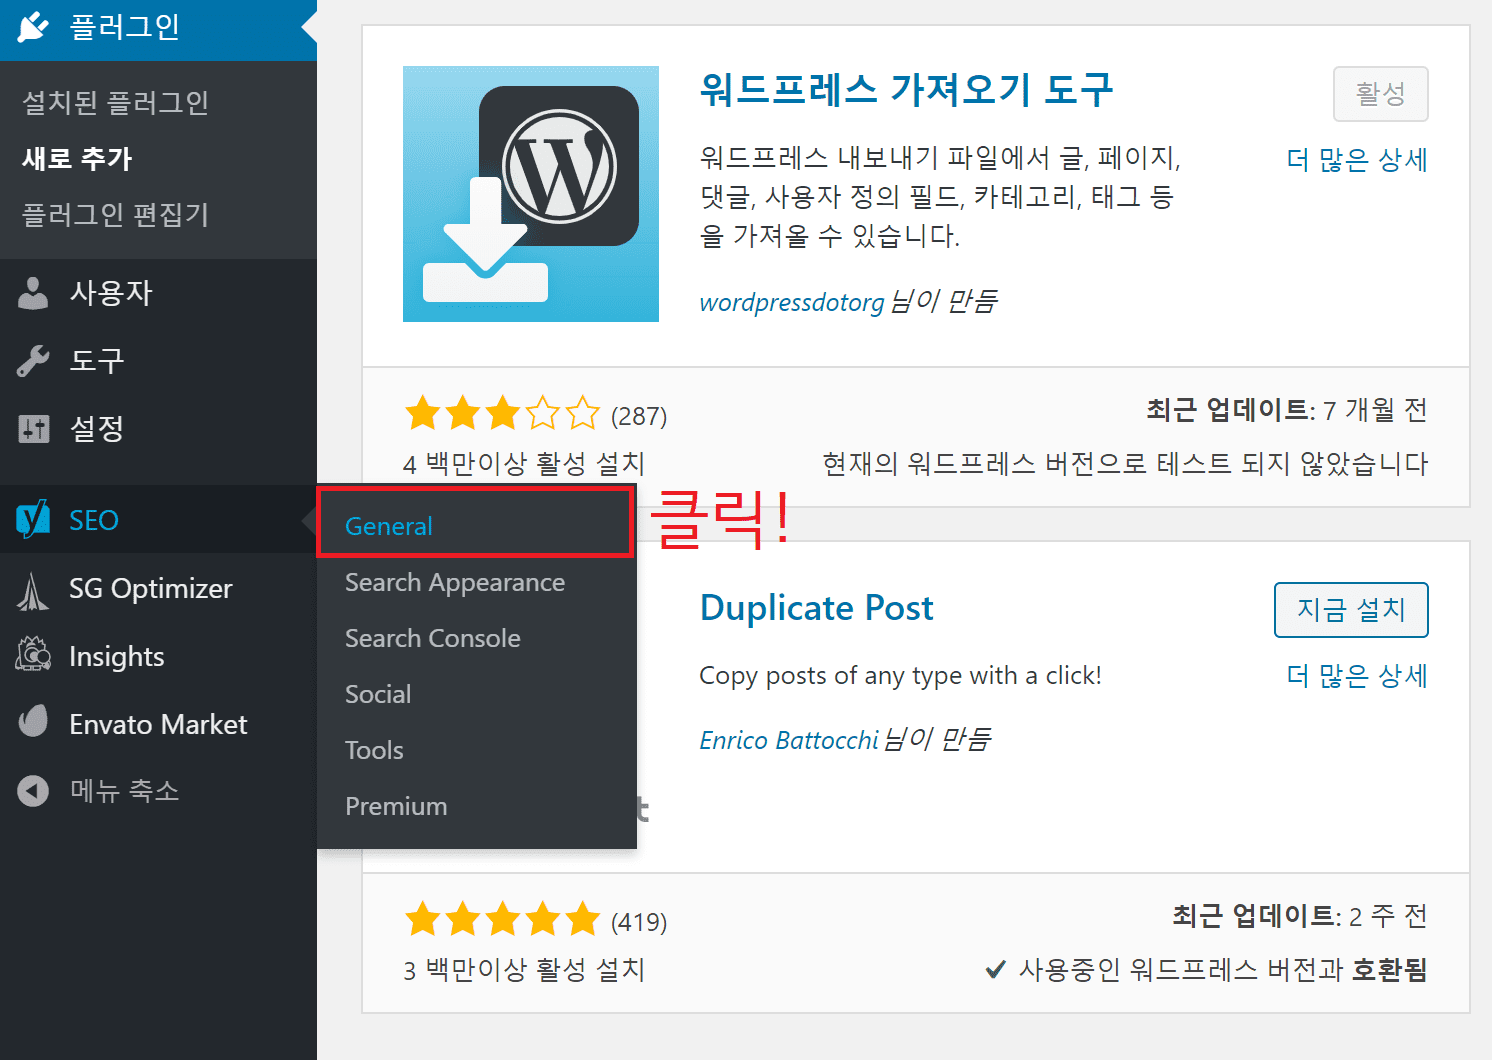 플러그인
설치된 플러그인
새로 추가
플러그인 편집기
사용자
도구
설정
SEO
SG Optimizer
Insights
Envato Market
메뉴 축소
General
Search Appearance
Search Console
Social
Tools
Premium
클릭!
워드프레스 가져오기 도구
활성
더 많은 상세
워드프레스 내보내기 파일에서 글, 페이지,
댓글, 사용자 정의 필드, 카테고리, 태그 등
을 가져올 수 있습니다.
wordpressdotorg 님이 만듬
(287)
최근 업데이트: 7 개월 전
4 백만이상 활성 설치
현재의 워드프레스 버전으로 테스트 되지 않았습니다
Duplicate Post
지금 설치
더 많은 상세
Copy posts of any type with a click!
Enrico Battocchi 님이 만듬
t
(419)
최근 업데이트: 2 주 전
3 백만이상 활성 설치
✔ 사용중인 워드프레스 버전과 호환됨